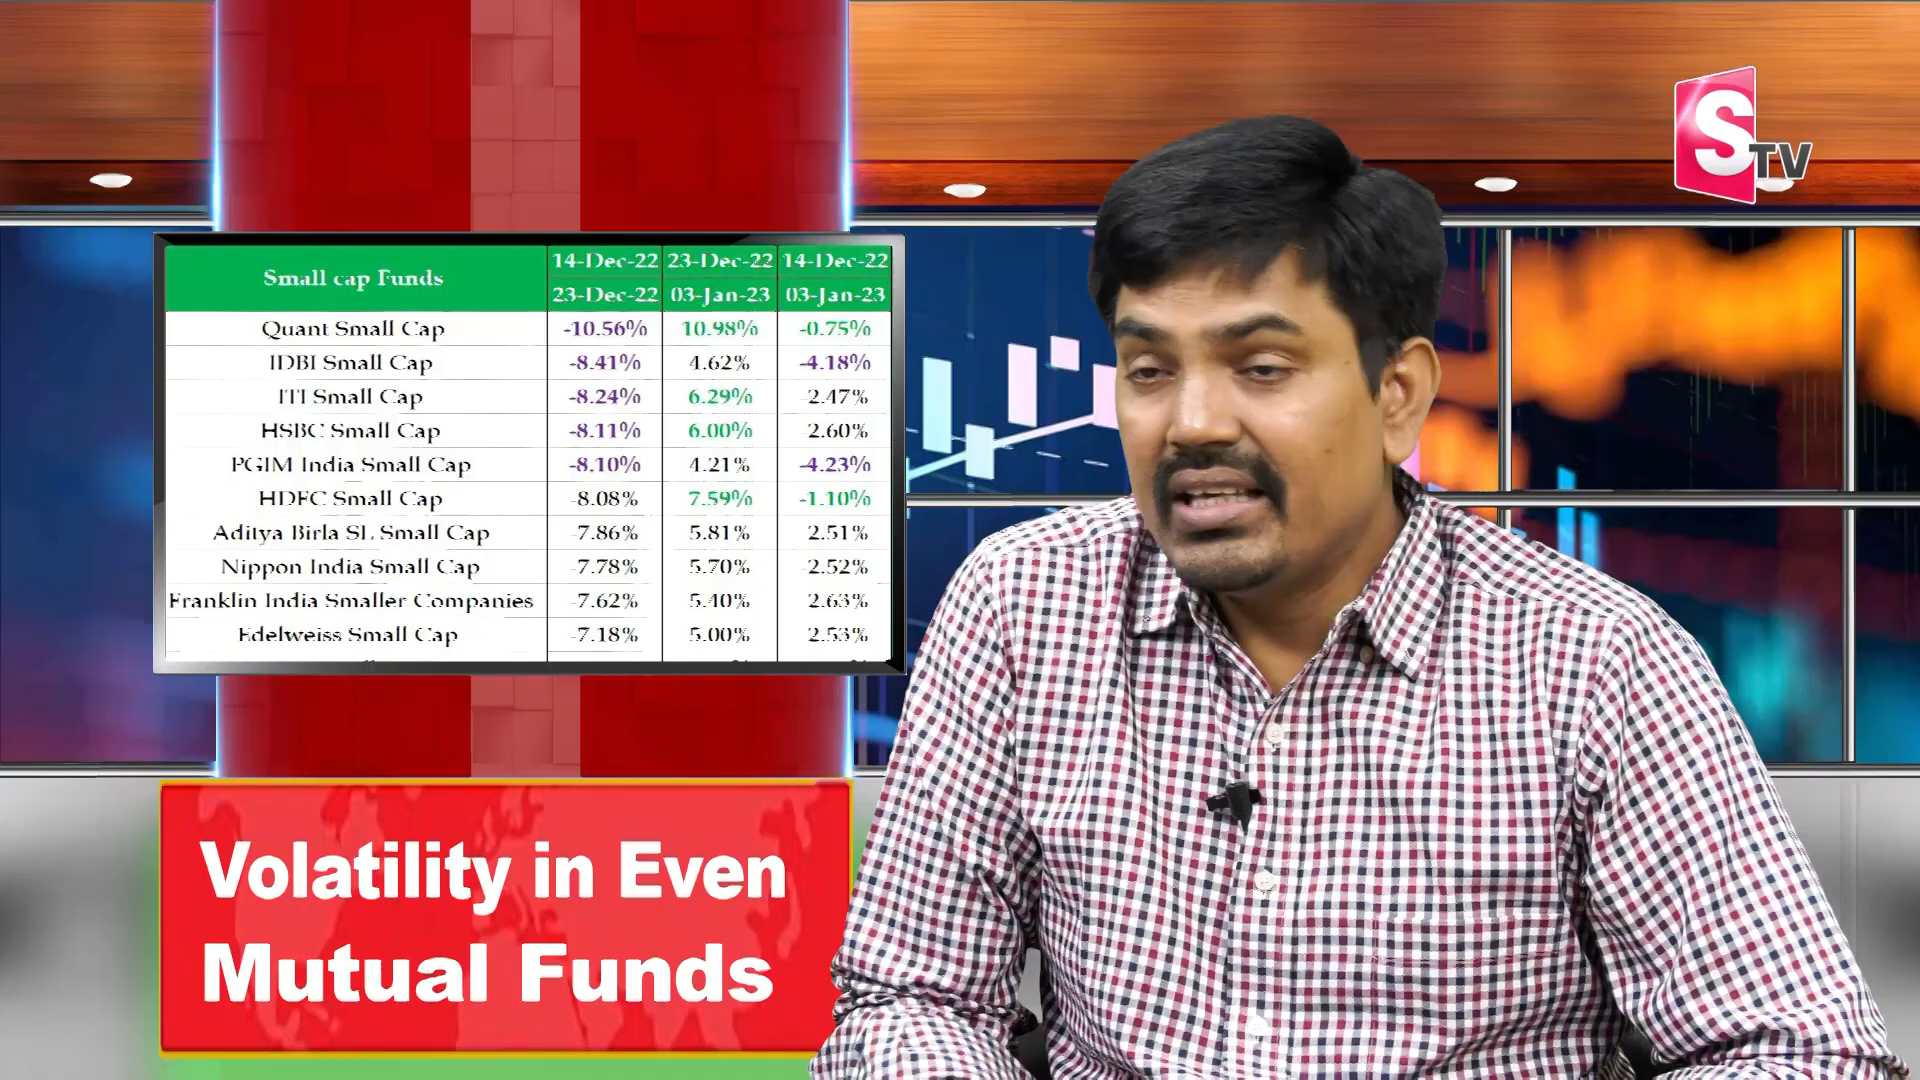 STV
Small cap Funds 14-Dec-22 23-Dec-22 14-Dec-22
23-Dec-22 03-Jan-23 03-Jan-23
Quant Small Cap -10.56% 10.98% -0.75%
IDBI Small Cap -8.41% 4.62% -4.18%
ITI Small Cap -8.24% 6.29% -2.47%
HSBC Small Cap -8.11% 6.00% -2.60%
PGIM India Small Cap -8.10% 4.21% -4.23%
HDFC Small Cap -8.08% 7.59% -1.10%
Aditya Birla SL Small Cap -7.86% 5.81% -2.51%
Nippon India Small Cap -7.78% 5.70% -2.52%
Franklin India Smaller Companies -7.62% 5.40% -2.63%
Edelweiss Small Cap -7.18% 5.00% -2.53%
Volatility in Even
Mutual Funds